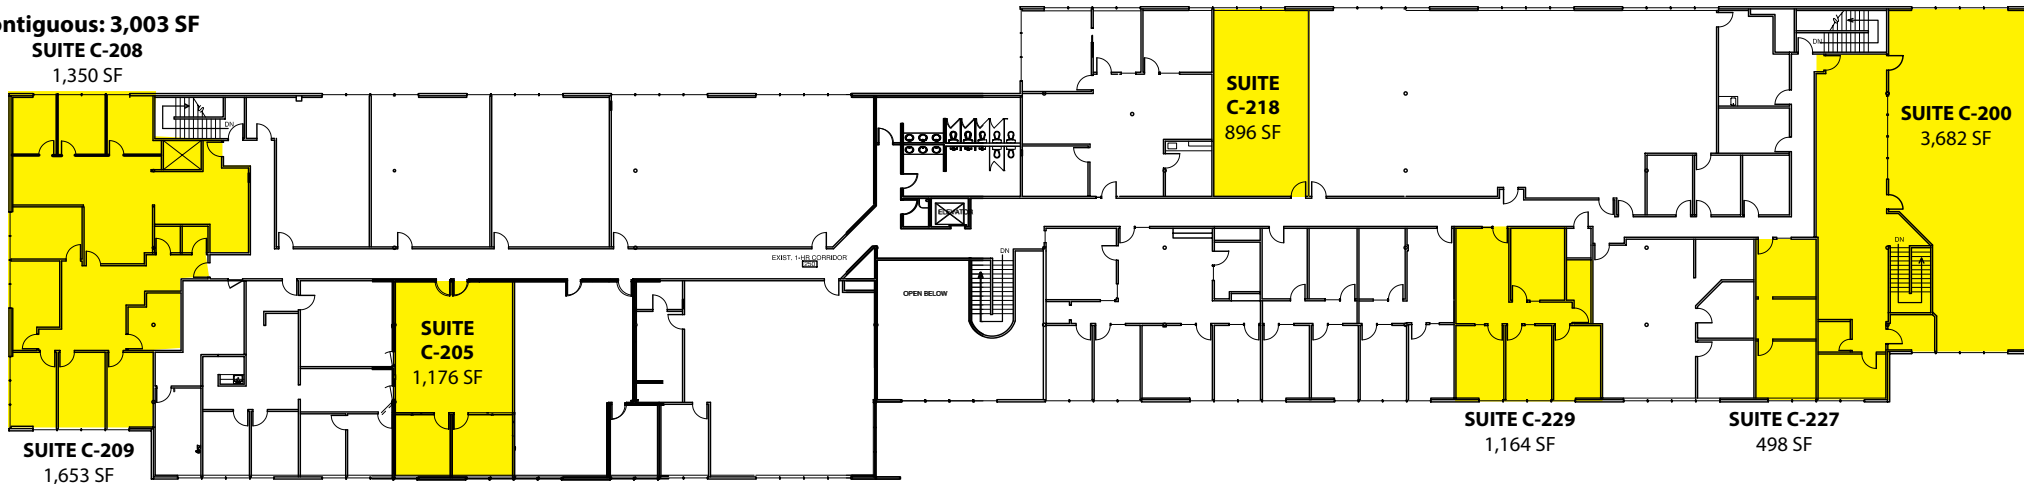 ontiguous: 3,003 SF
SUITE C-208
1,350 SF
DN
SUITE
C-218
896 SF
DN
SUITE C-200
3,682 SF
ELEVATOR
EXIST. 1-HR CORRIDOR
DN
OPEN BELOW
DN
SUITE
C-205
1,176 SF
SUITE C-209
1,653 SF
SUITE C-229
1,164 SF
SUITE C-227
498 SF